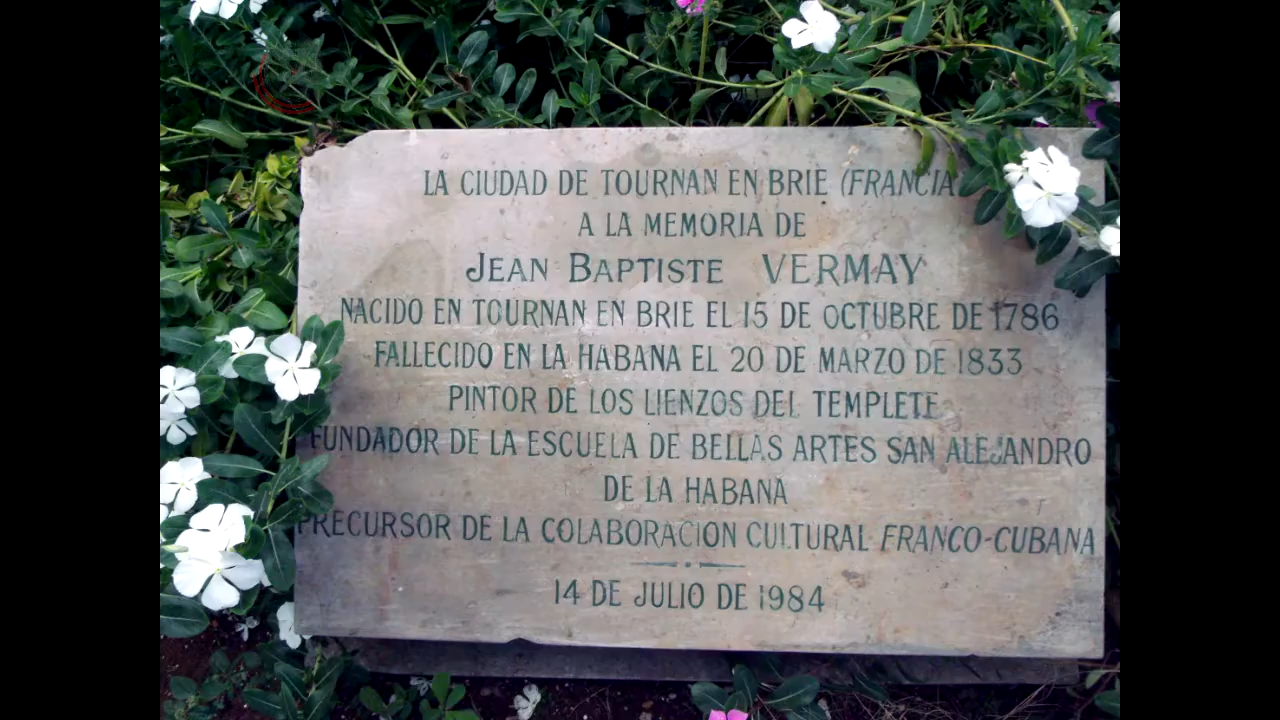 LA CIUDAD DE TOURNAN EN BRIE (FRANCIA
A LA MEMORIA DE
JEAN BAPTISTE VERMAY
NACIDO EN TOURNAN EN BRIE EL 15 DE OCTUBRE DE 1786
FALLECIDO EN LA HABANA EL 20 DE MARZO DE 1833
PINTOR DE LOS LIENZOS DEL TEMPLETE
FUNDADOR DE LA ESCUELA DE BELLAS ARTES SAN ALEJANDRO
DE LA HABANA
PRECURSOR DE LA COLABORACION CULTURAL FRANCO-CUBANA
14 DE JULIO DE 1984